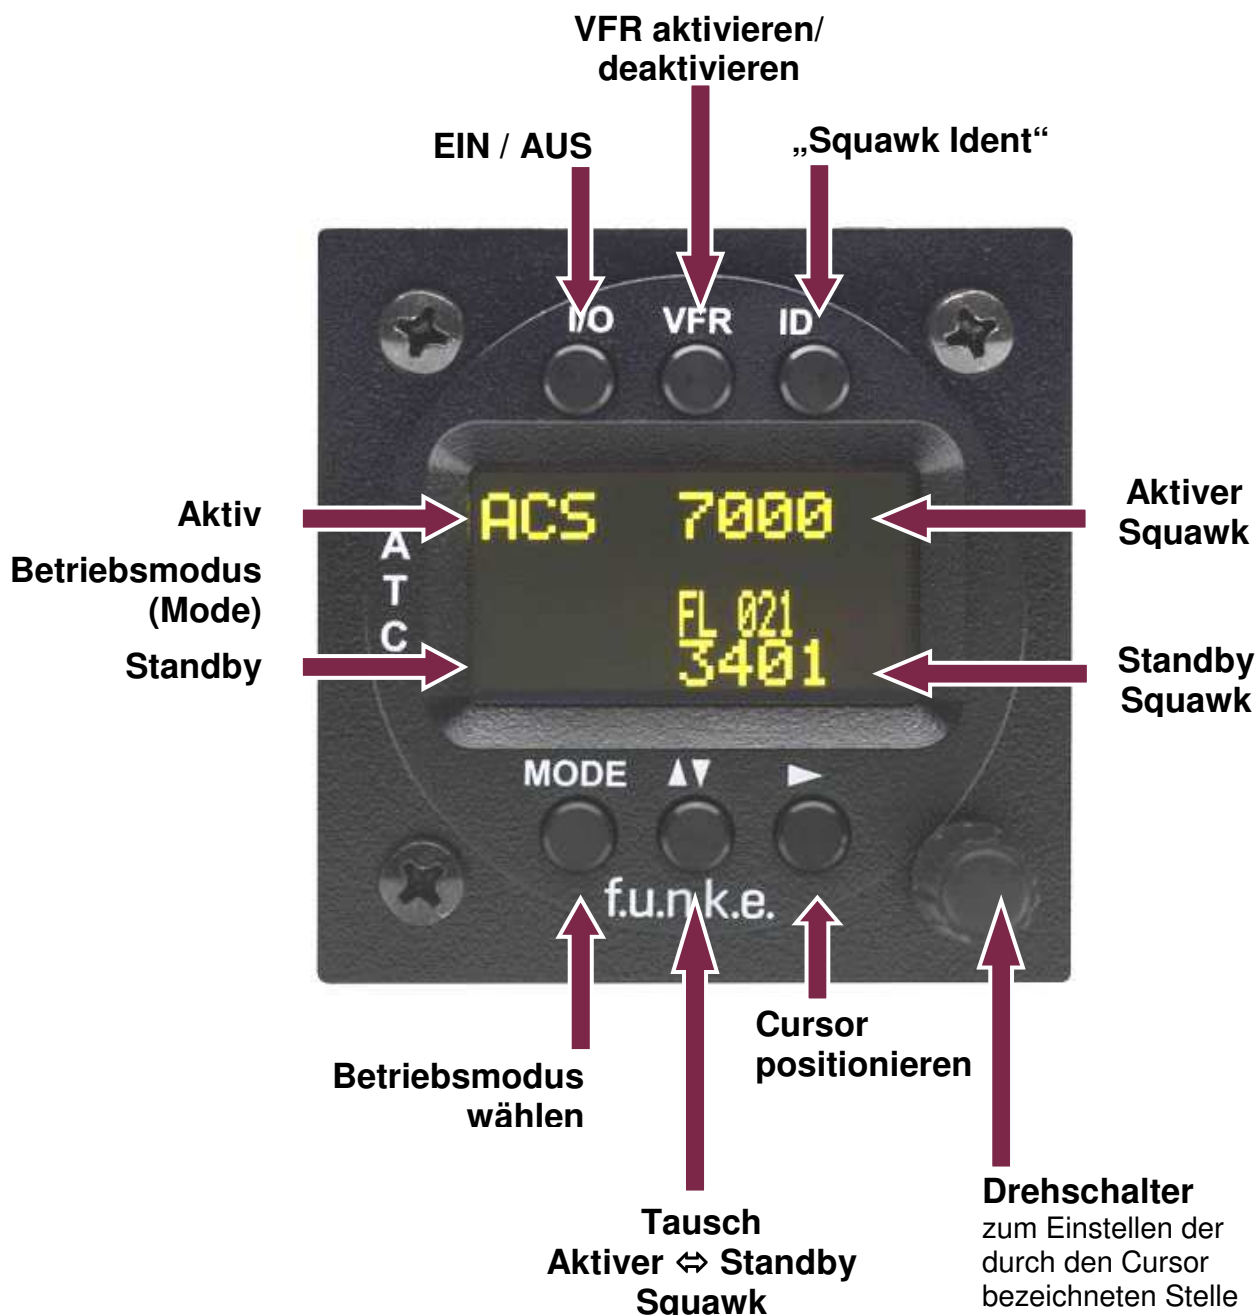 VFR aktivieren/
deaktivieren
EIN / AUS
„Squawk Ident“
I/O VFR ID
Aktiv
Betriebsmodus
(Mode)
Standby
A
T
C
ACS 7000
FL 021
3401
Aktiver
Squawk
Standby
Squawk
MODE ▲▼ ►
f.u.n.k.e.
Betriebsmodus
wählen
Tausch
Aktiver ⇔ Standby
Squawk
Cursor
positionieren
Drehschalter
zum Einstellen der
durch den Cursor
bezeichneten Stelle